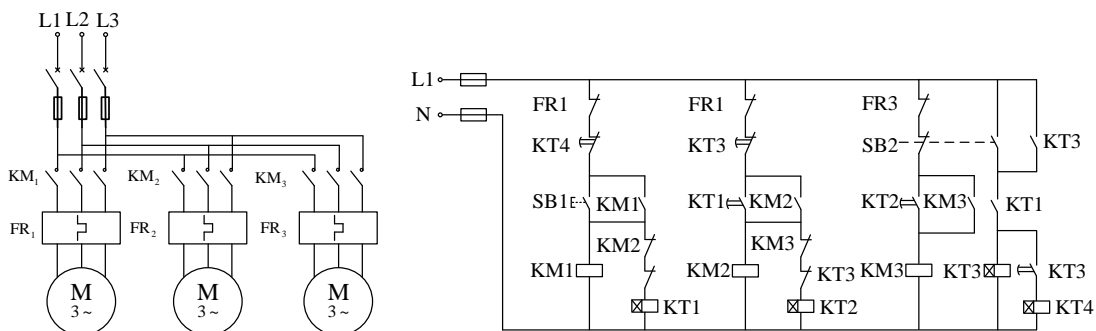 L1 L2 L3
KM1 KM2 KM3
FR1 FR2 FR3
M 3~ M 3~ M 3~
L1
N
FR1 FR1 FR3
KT4 KT3 SB2 KT3
SB1 KM1 KT1 KM2 KT2 KM3 KT1
KM2 KM3
KM1 KM2 KT3 KM3 KT3 KT3
KT1 KT2 KT4